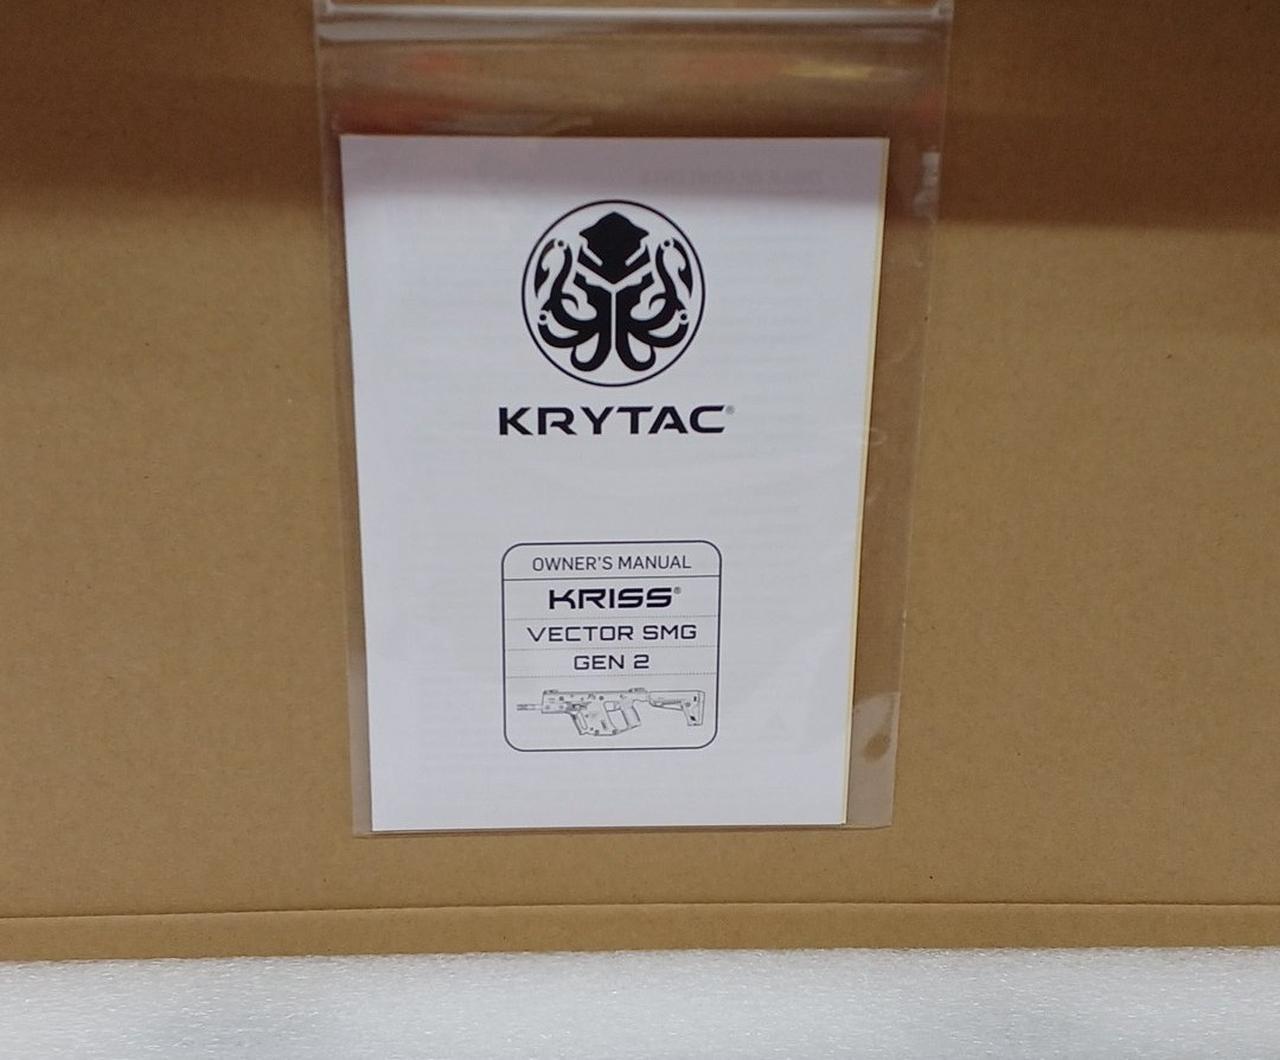 KRYTAC®
OWNER'S MANUAL
KRISS®
VECTOR SMG
GEN 2